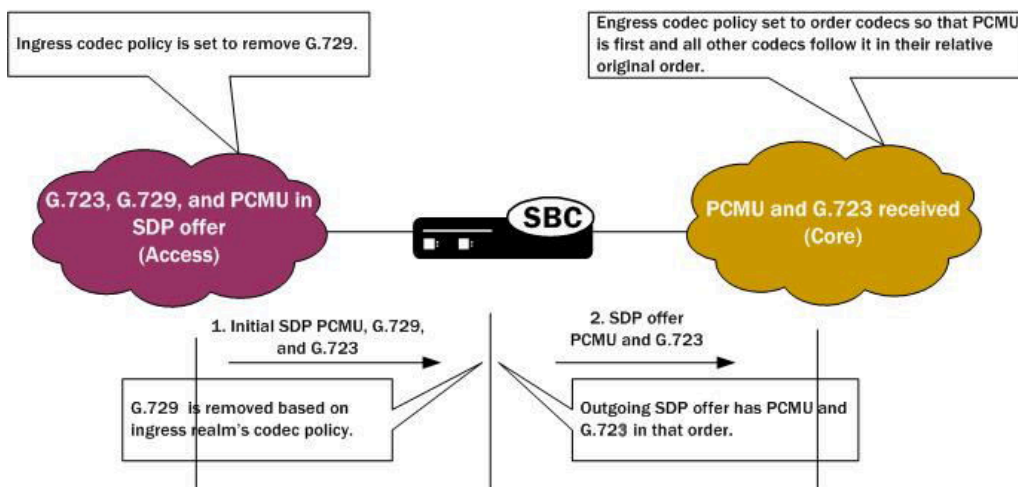 Ingress codec policy is set to remove G.729.
Engress codec policy set to order codecs so that PCMU
is first and all other codecs follow it in their relative
original order.
G.723, G.729, and PCMU in
SDP offer
(Access)
SBC
PCMU and G.723 received
(Core)
1. Initial SDP PCMU, G.729,
and G.723
2. SDP offer
PCMU and G.723
G.729 is removed based on
ingress realm's codec policy.
Outgoing SDP offer has PCMU and
G.723 in that order.